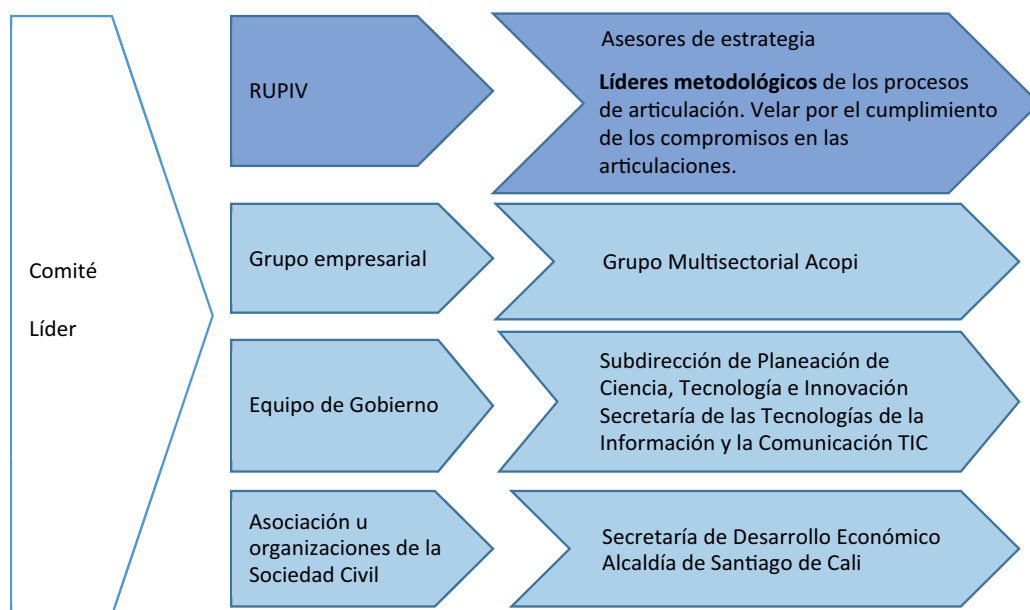 Comité
Líder
RUPIV
Asesores de estrategia
Líderes metodológicos de los procesos
de articulación. Velar por el cumplimiento
de los compromisos en las
articulaciones.
Grupo empresarial
Grupo Multisectorial Acopi
Equipo de Gobierno
Subdirección de Planeación de
Ciencia, Tecnología e Innovación
Secretaría de las Tecnologías de la
Información y la Comunicación TIC
Asociación u
organizaciones de la
Sociedad Civil
Secretaría de Desarrollo Económico
Alcaldía de Santiago de Cali